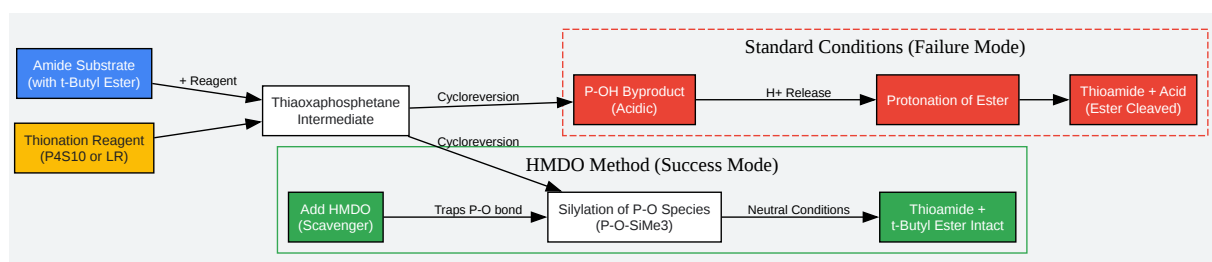 Amide Substrate
(with t-Butyl Ester)
Thionation Reagent
(P4S10 or LR)
+ Reagent
Thiaoxaphosphetane
Intermediate
Cycloreversion
Cycloreversion
Standard Conditions (Failure Mode)
P-OH Byproduct
(Acidic)
H+ Release
Protonation of Ester
Thioamide + Acid
(Ester Cleaved)
HMDO Method (Success Mode)
Add HMDO
(Scavenger)
Traps P-O bond
Silylation of P-O Species
(P-O-SiMe3)
Neutral Conditions
Thioamide +
t-Butyl Ester Intact